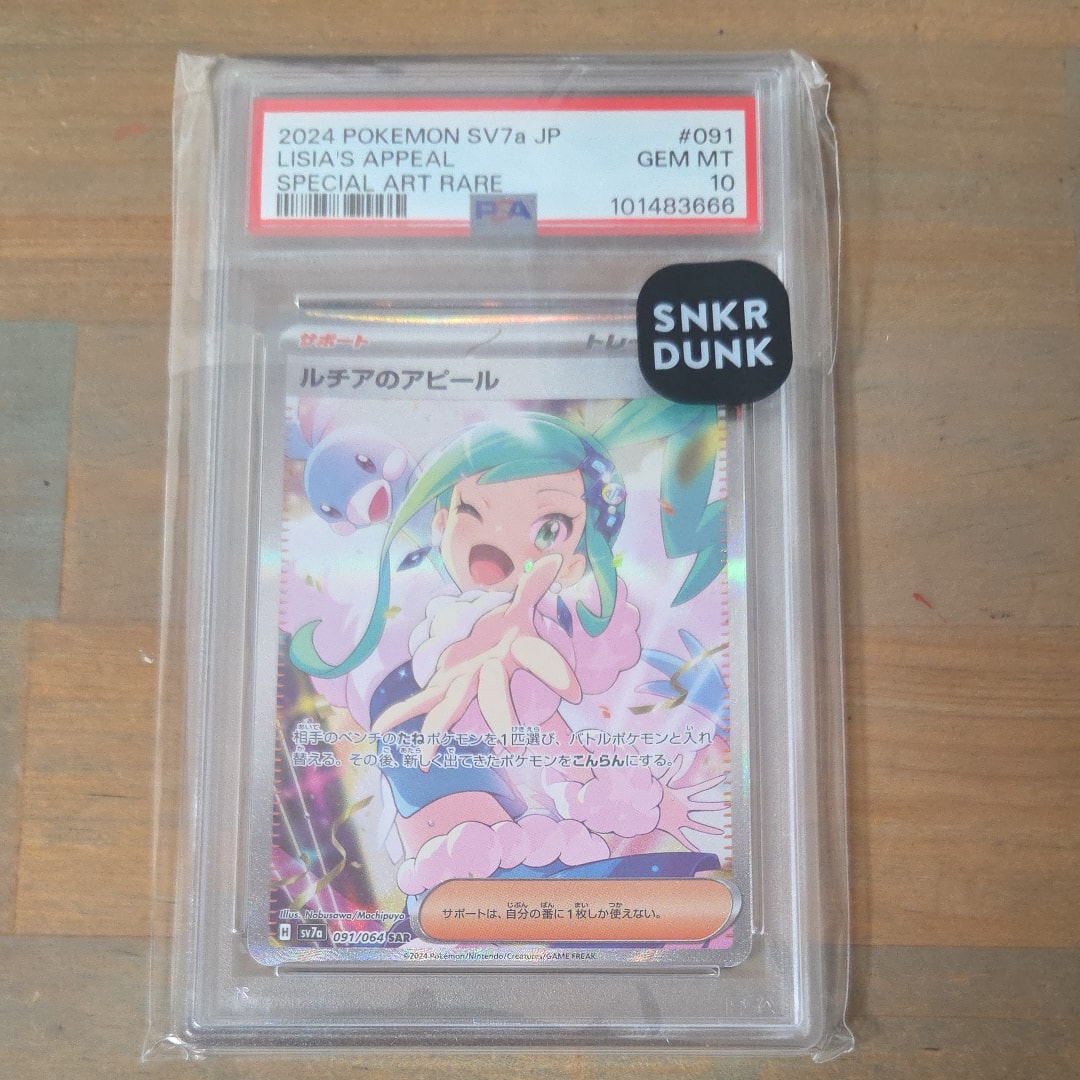 2024 POKEMON SV7a JP #091
LISIA'S APPEAL GEM MT
SPECIAL ART RARE 10
PSA 101483666
SNKR
DUNK
サポート トレー
ルチアのアピール
相手のベンチのたねポケモンを1匹選び、バトルポケモンと入れ
替える。その後、新しく出てきたポケモンをこんらんにする。
サポートは、自分の番に1枚しか使えない。
Illus. Nobusawa/Mochipuyo
H sv7a 091/064 SAR
©2024 Pokémon/Nintendo/Creatures/GAME FREAK